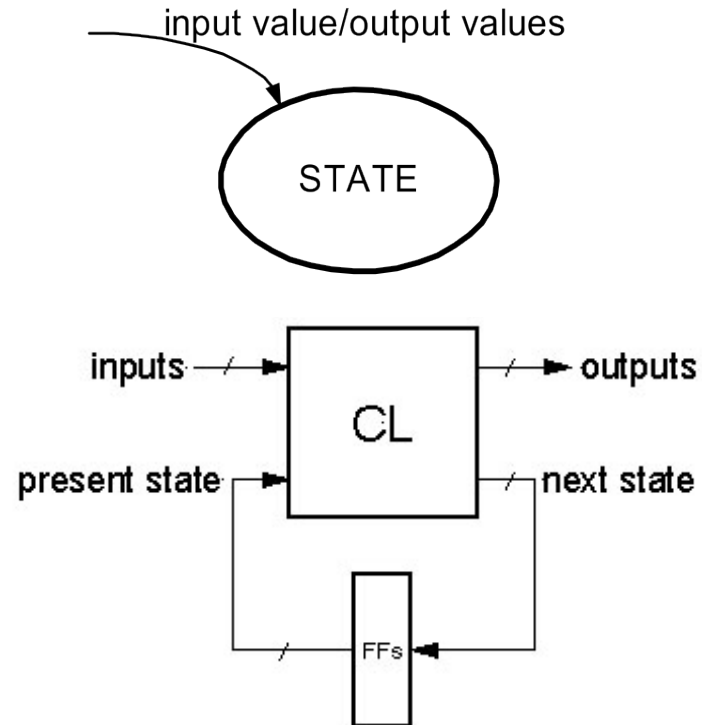 input value/output values
STATE
inputs
outputs
CL
present state
next state
FFs